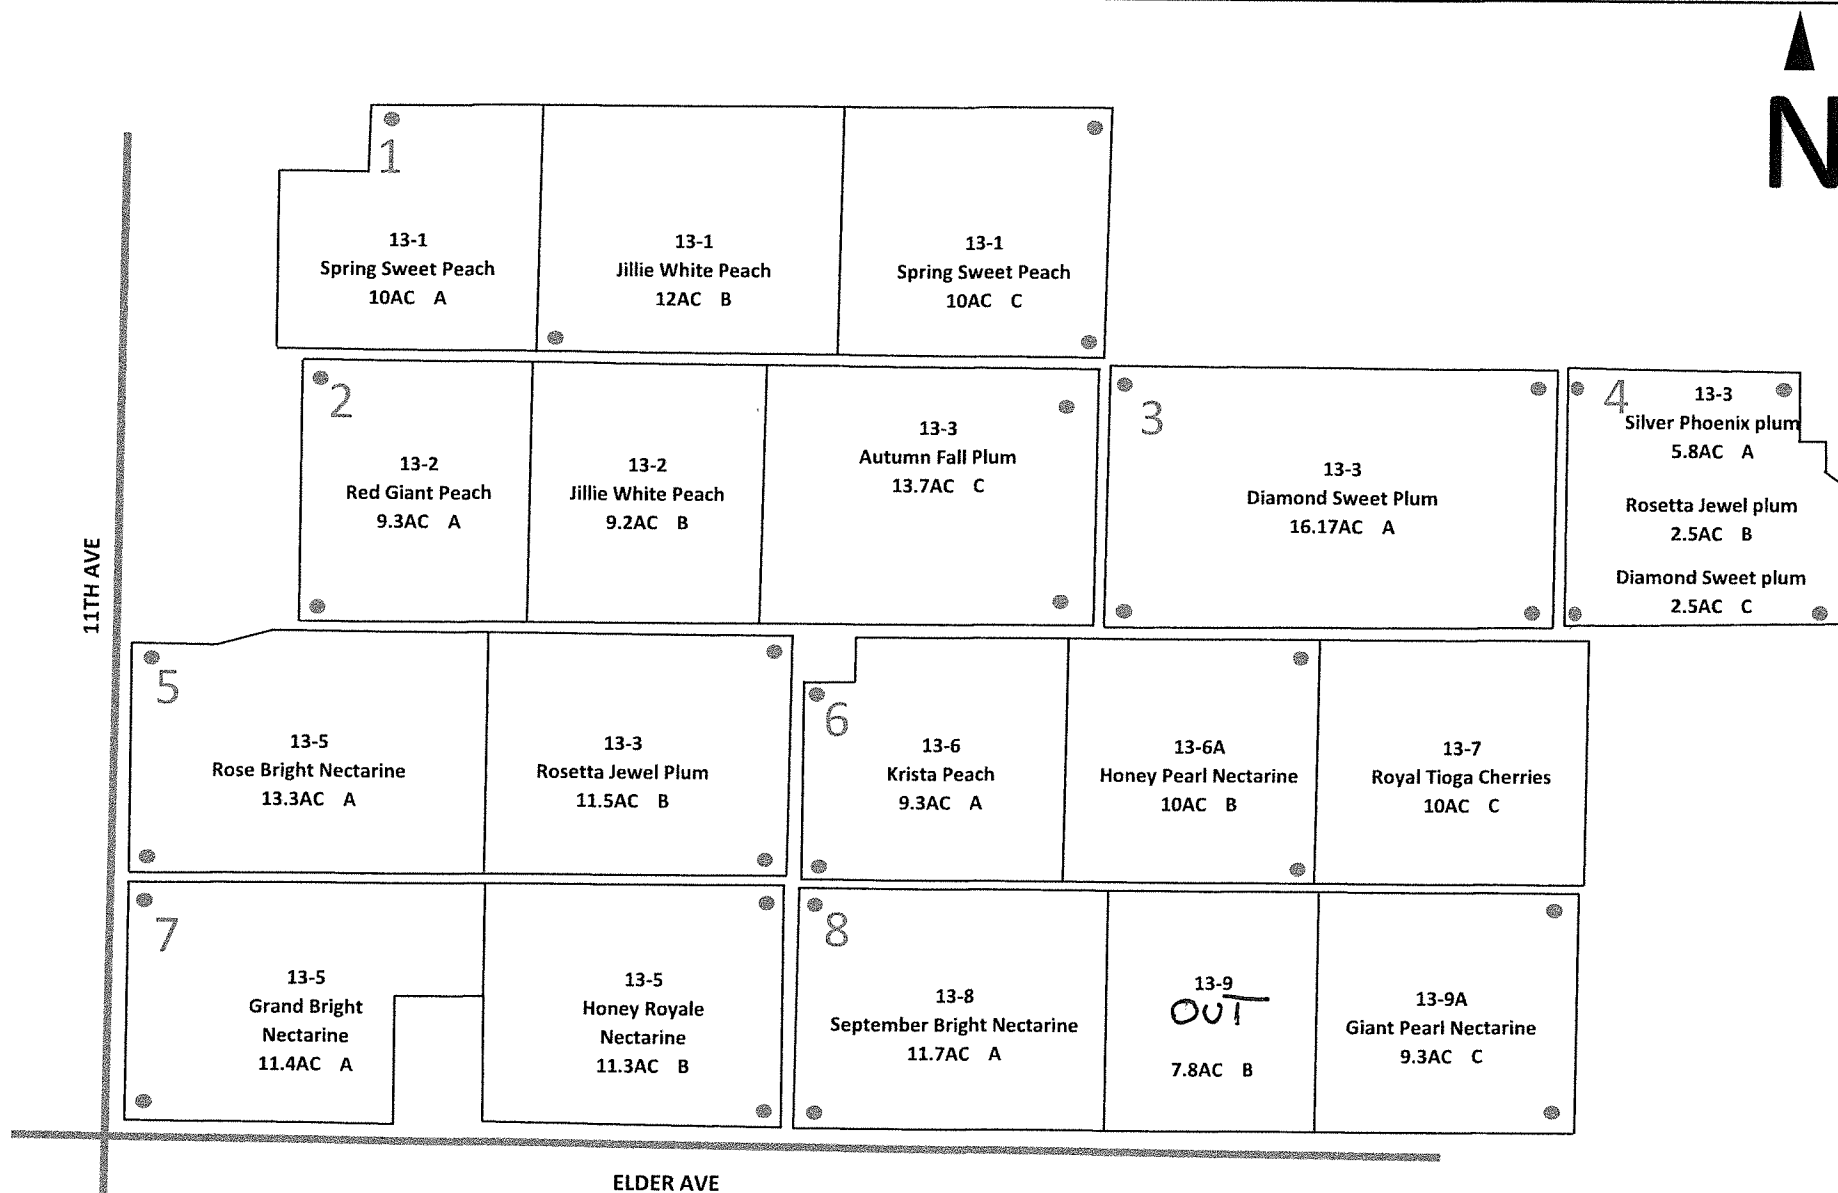 N
1
13-1
Spring Sweet Peach
10AC A
13-1
Jillie White Peach
12AC B
13-1
Spring Sweet Peach
10AC C
2
13-2
Red Giant Peach
9.3AC A
13-2
Jillie White Peach
9.2AC B
13-3
Autumn Fall Plum
13.7AC C
3
13-3
Diamond Sweet Plum
16.17AC A
4
13-3
Silver Phoenix plum
5.8AC A
Rosetta Jewel plum
2.5AC B
Diamond Sweet plum
2.5AC C
11TH AVE
5
13-5
Rose Bright Nectarine
13.3AC A
13-3
Rosetta Jewel Plum
11.5AC B
6
13-6
Krista Peach
9.3AC A
13-6A
Honey Pearl Nectarine
10AC B
13-7
Royal Tioga Cherries
10AC C
7
13-5
Grand Bright
Nectarine
11.4AC A
13-5
Honey Royale
Nectarine
11.3AC B
8
13-8
September Bright Nectarine
11.7AC A
13-9
OUT
7.8AC B
13-9A
Giant Pearl Nectarine
9.3AC C
ELDER AVE